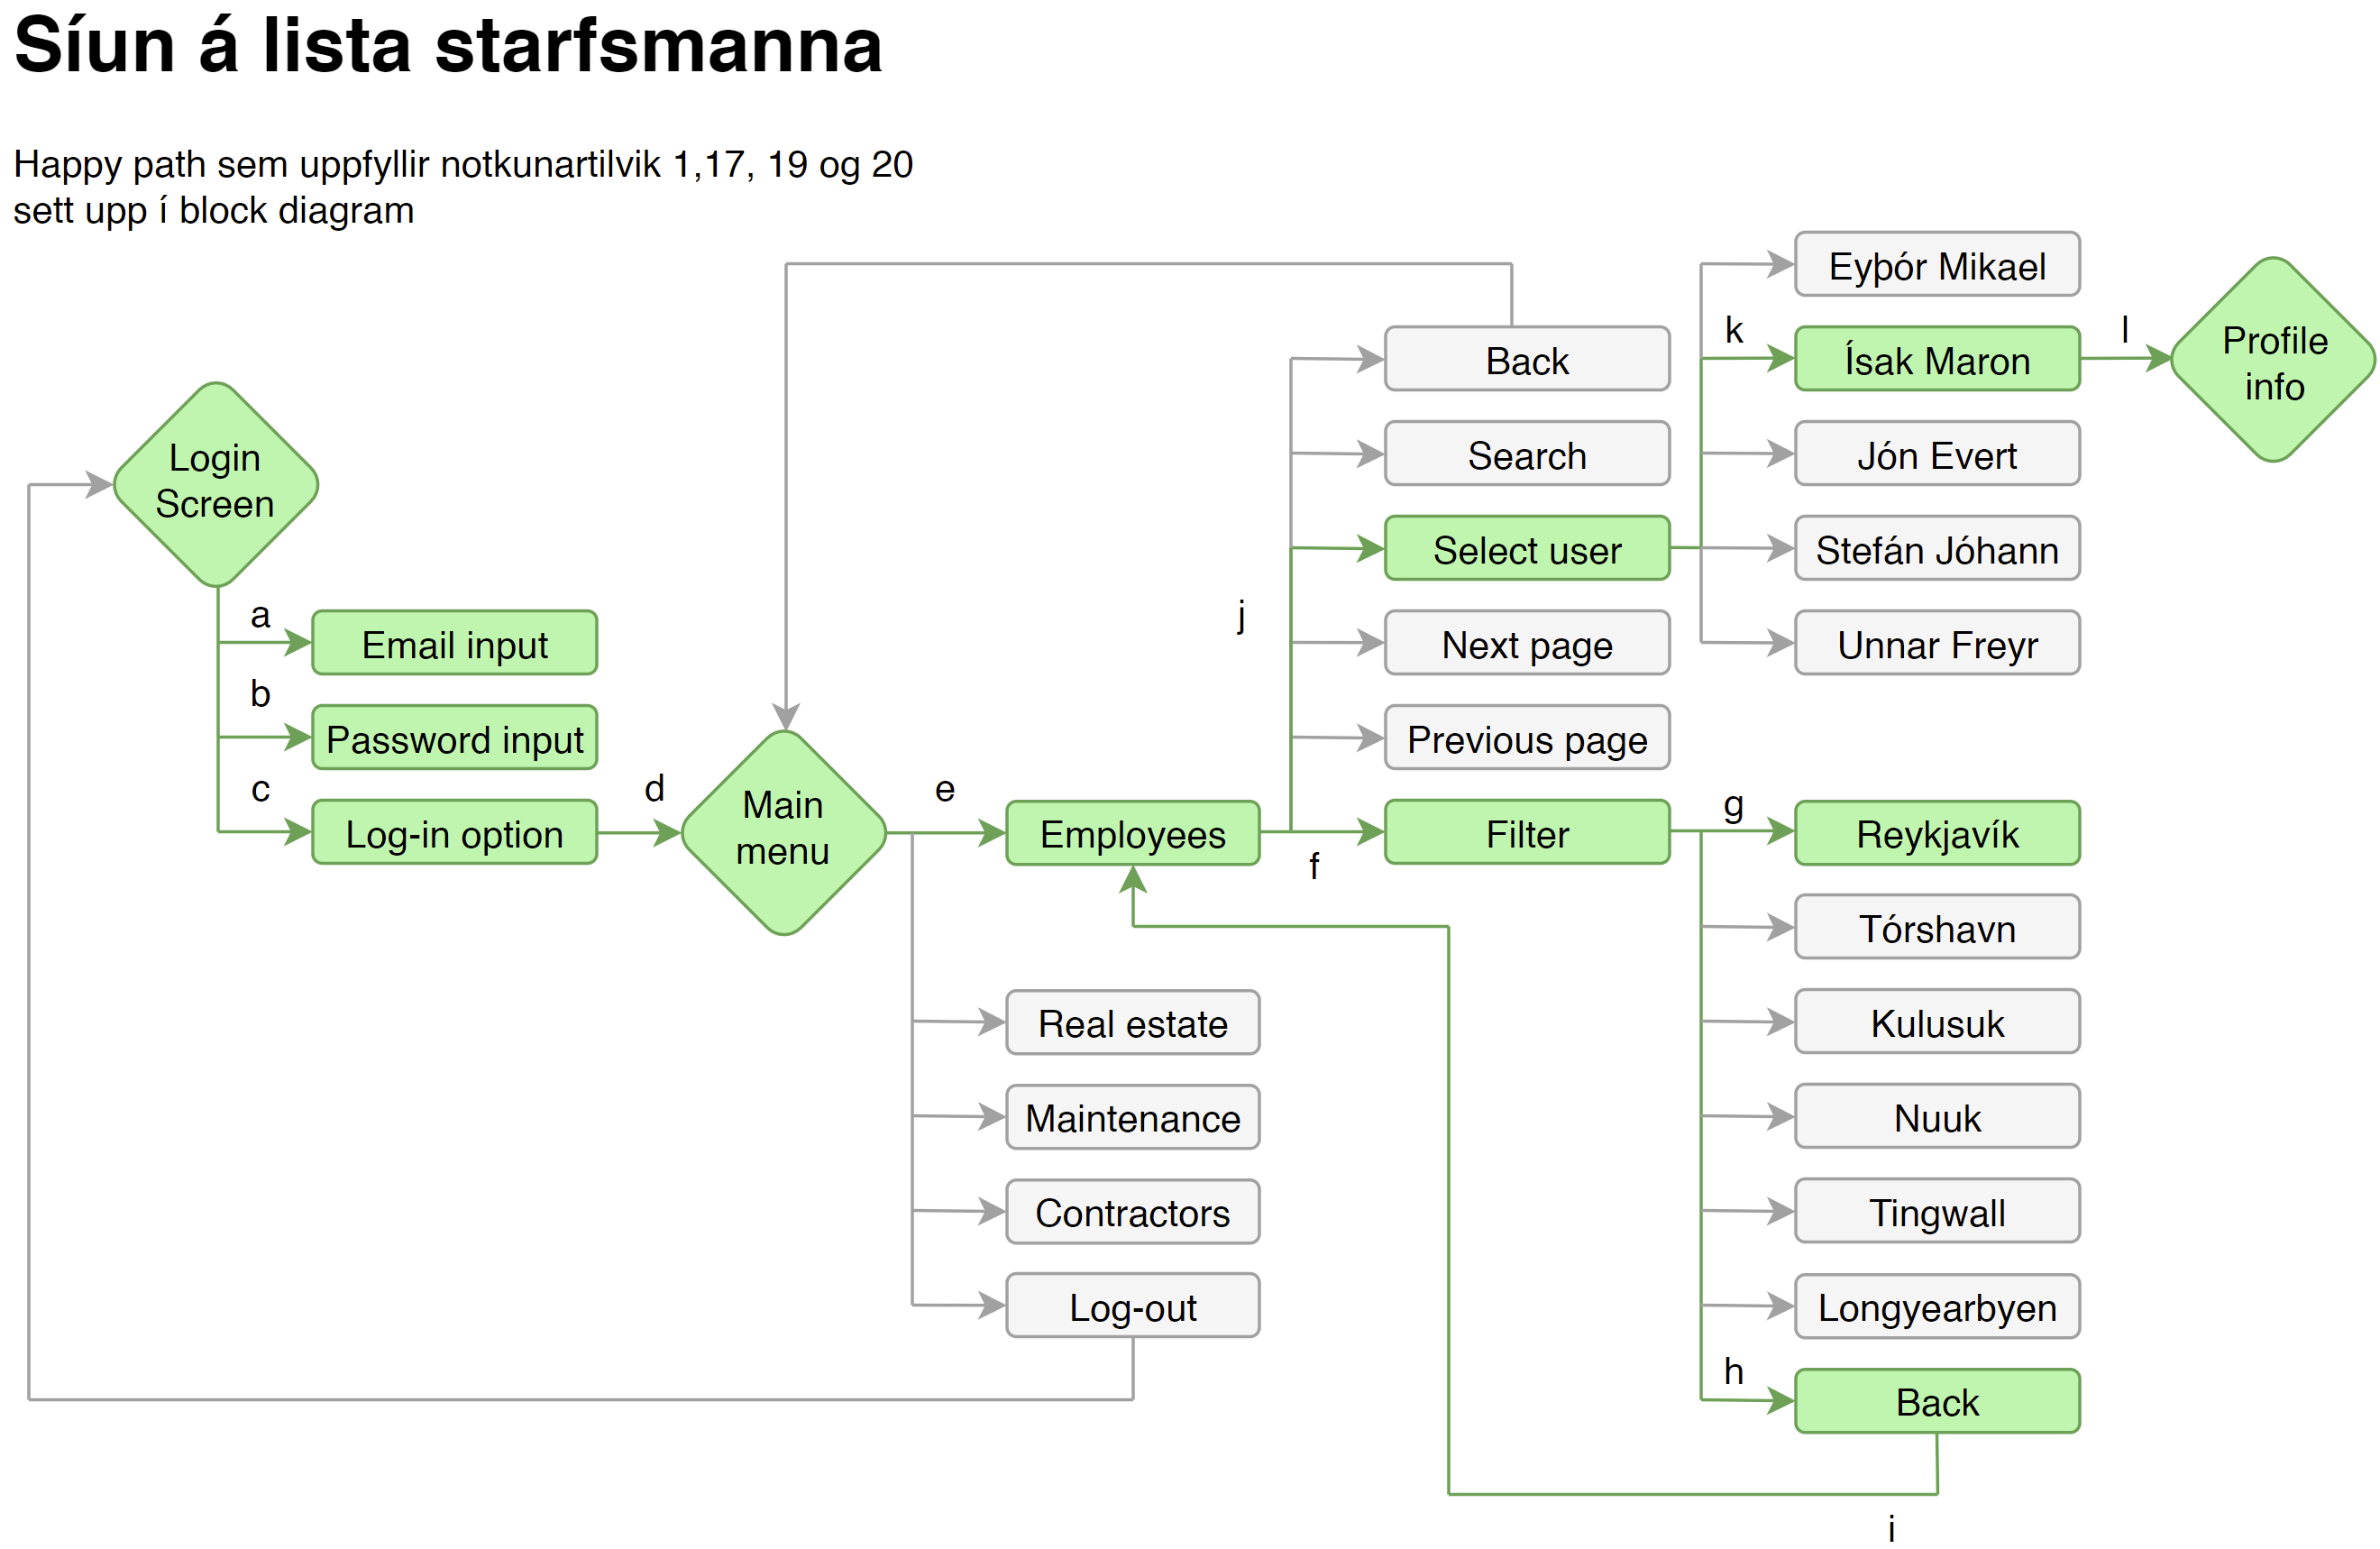 Síun á lista starfsmanna
Happy path sem uppfyllir notkunartilvik 1,17, 19 og 20
sett upp í block diagram
Login
Screen
a
Email input
b
Password input
c
Log-in option
d
Main
menu
e
Employees
Real estate
Maintenance
Contractors
Log-out
f
j
Back
Search
Select user
Next page
Previous page
Filter
k
Eyþór Mikael
Ísak Maron
Jón Evert
Stefán Jóhann
Unnar Freyr
l
Profile
info
g
Reykjavík
Tórshavn
Kulusuk
Nuuk
Tingwall
Longyearbyen
h
Back
i